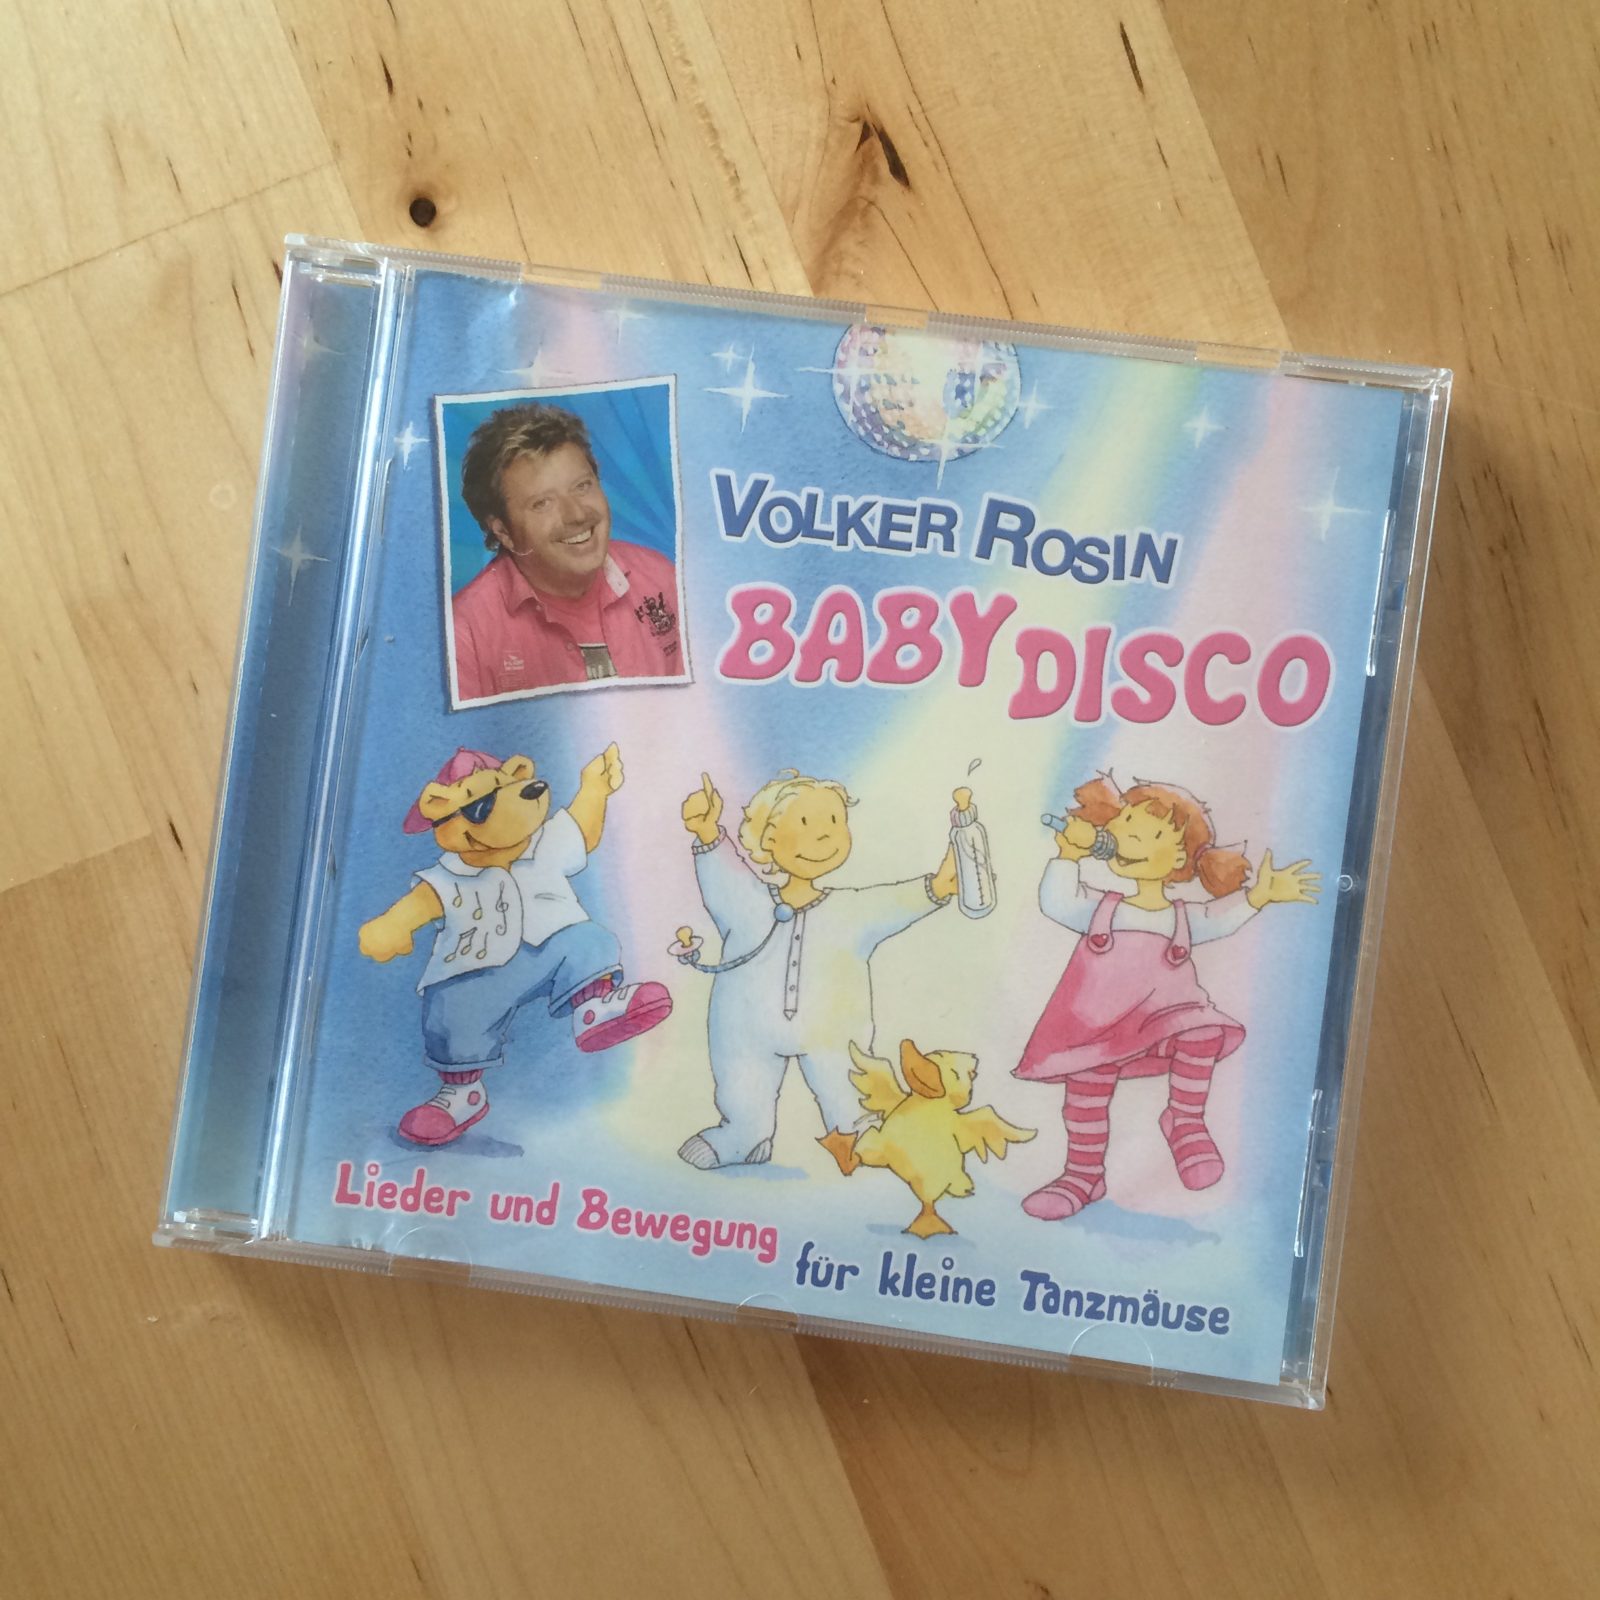 VOLKER ROSIN
BABY DISCO
Lieder und Bewegung
für kleine Tanzmäuse